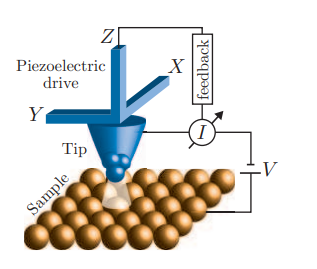 Z
Piezoelectric
drive
X
feedback
Y
I
Tip
V
Sample